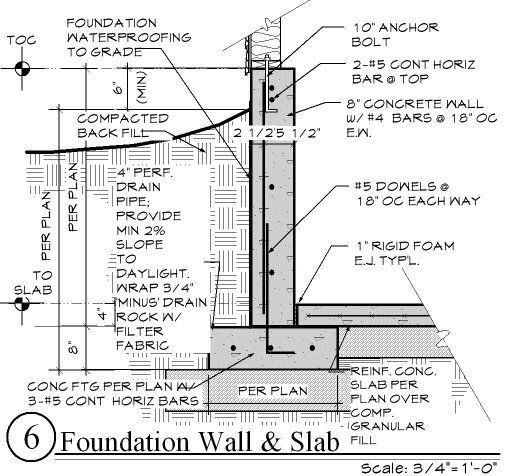 FOUNDATION
WATERPROOFING
TO GRADE
10" ANCHOR
BOLT
TOC
2-#5 CONT HORIZ
BAR @ TOP
6"
(MIN)
8" CONCRETE WALL
W/ #4 BARS @ 18" OC
E.W.
COMPACTED
BACK FILL
2 1/2"
5 1/2"
4" PERF.
DRAIN
PIPE;
PROVIDE
MIN 2%
SLOPE
TO
DAYLIGHT.
WRAP 3/4"
'MINUS' DRAIN
ROCK W/
FILTER
FABRIC
PER PLAN
PER PLAN
#5 DOWELS @
18" OC EACH WAY
1" RIGID FOAM
E.J. TYP'L.
TO
SLAB
4"
8"
CONC FTG PER PLAN W/
3-#5 CONT HORIZ BARS
PER PLAN
REINF. CONC.
SLAB PER
PLAN OVER
COMP.
GRANULAR
FILL
6
Foundation Wall & Slab
Scale: 3/4"=1'-0"